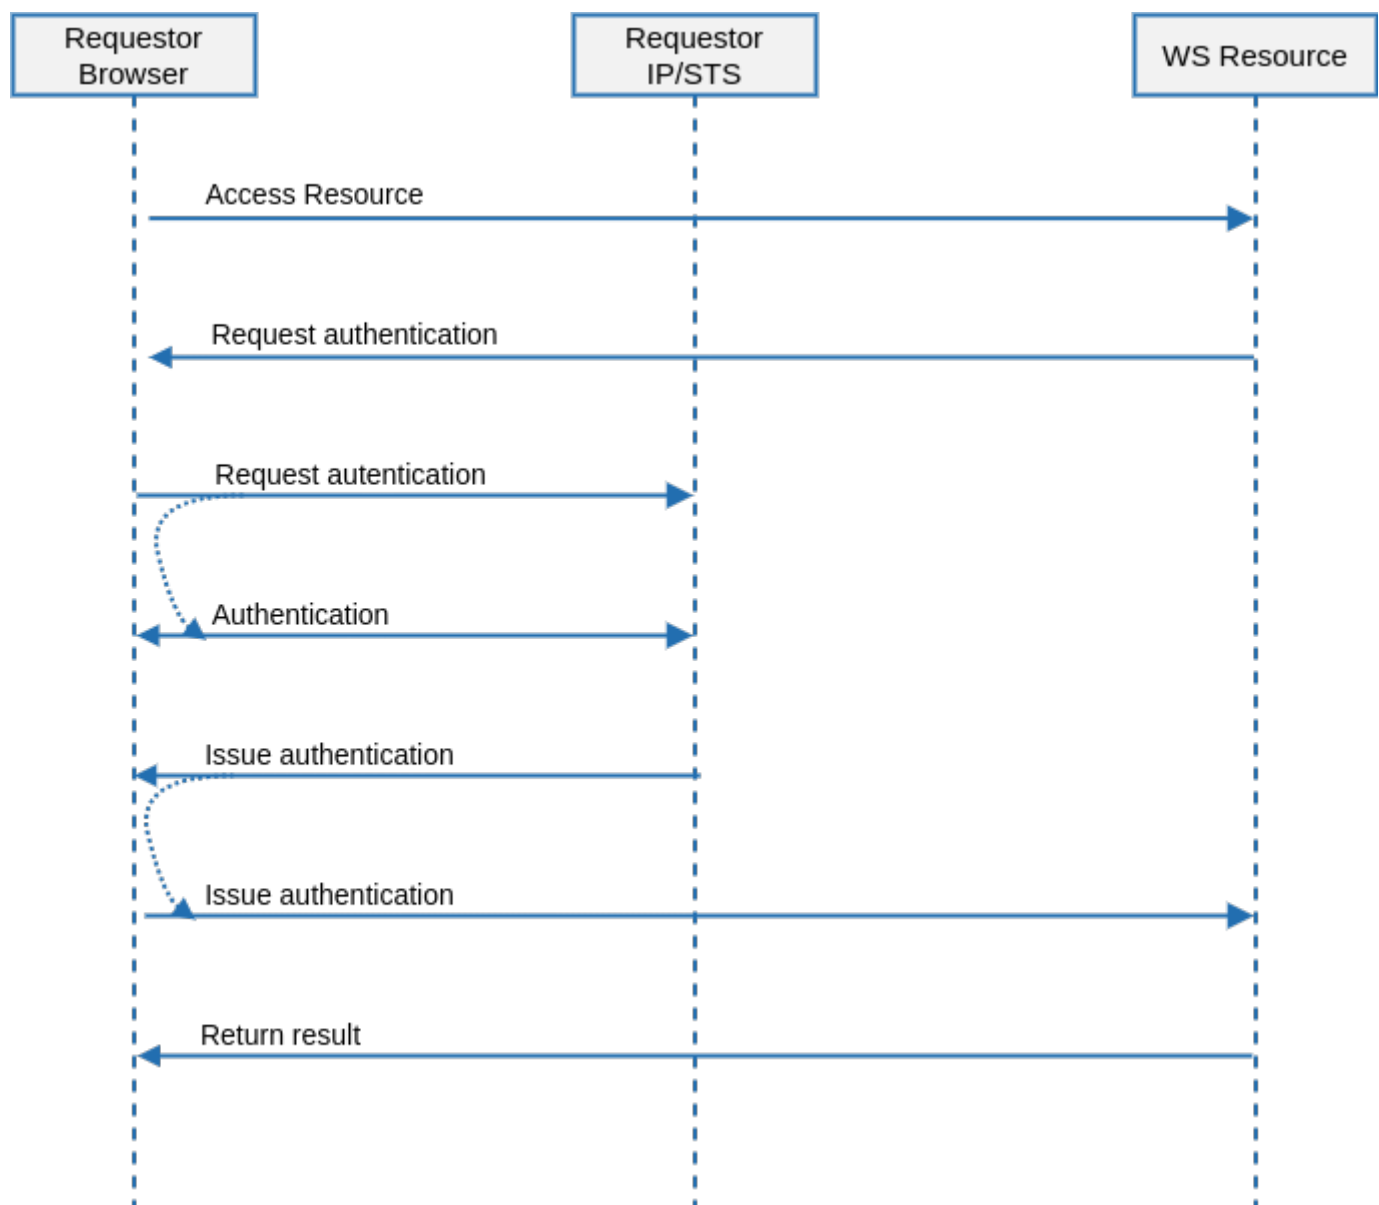 Requestor
Browser
Requestor
IP/STS
WS Resource
Access Resource
Request authentication
Request autentication
Authentication
Issue authentication
Issue authentication
Return result